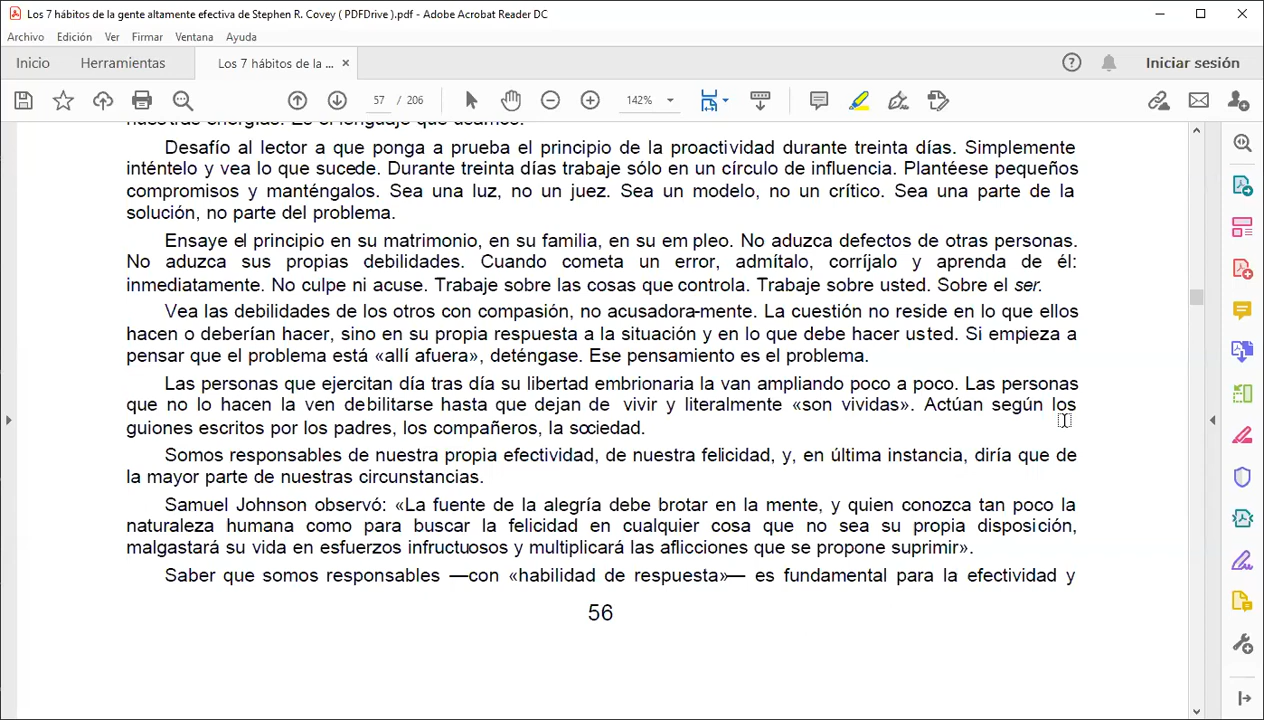 Los 7 hábitos de la gente altamente efectiva de Stephen R. Covey ( PDFDrive ).pdf - Adobe Acrobat Reader DC
Archivo Edición Ver Firmar Ventana Ayuda
Inicio Herramientas Los 7 hábitos de la ... × Iniciar sesión
57 / 206 142%
nuestras energías. Es el lenguaje que usamos.
Desafío al lector a que ponga a prueba el principio de la proactividad durante treinta días. Simplemente
inténtelo y vea lo que sucede. Durante treinta días trabaje sólo en un círculo de influencia. Plantéese pequeños
compromisos y manténgalos. Sea una luz, no un juez. Sea un modelo, no un crítico. Sea una parte de la
solución, no parte del problema.
Ensaye el principio en su matrimonio, en su familia, en su em pleo. No aduzca defectos de otras personas.
No aduzca sus propias debilidades. Cuando cometa un error, admítalo, corríjalo y aprenda de él:
inmediatamente. No culpe ni acuse. Trabaje sobre las cosas que controla. Trabaje sobre usted. Sobre el ser.
Vea las debilidades de los otros con compasión, no acusadora-mente. La cuestión no reside en lo que ellos
hacen o deberían hacer, sino en su propia respuesta a la situación y en lo que debe hacer usted. Si empieza a
pensar que el problema está «allí afuera», deténgase. Ese pensamiento es el problema.
Las personas que ejercitan día tras día su libertad embrionaria la van ampliando poco a poco. Las personas
que no lo hacen la ven debilitarse hasta que dejan de vivir y literalmente «son vividas». Actúan según los
guiones escritos por los padres, los compañeros, la sociedad.
Somos responsables de nuestra propia efectividad, de nuestra felicidad, y, en última instancia, diría que de
la mayor parte de nuestras circunstancias.
Samuel Johnson observó: «La fuente de la alegría debe brotar en la mente, y quien conozca tan poco la
naturaleza humana como para buscar la felicidad en cualquier cosa que no sea su propia disposición,
malgastará su vida en esfuerzos infructuosos y multiplicará las aflicciones que se propone suprimir».
Saber que somos responsables —con «habilidad de respuesta»— es fundamental para la efectividad y
56